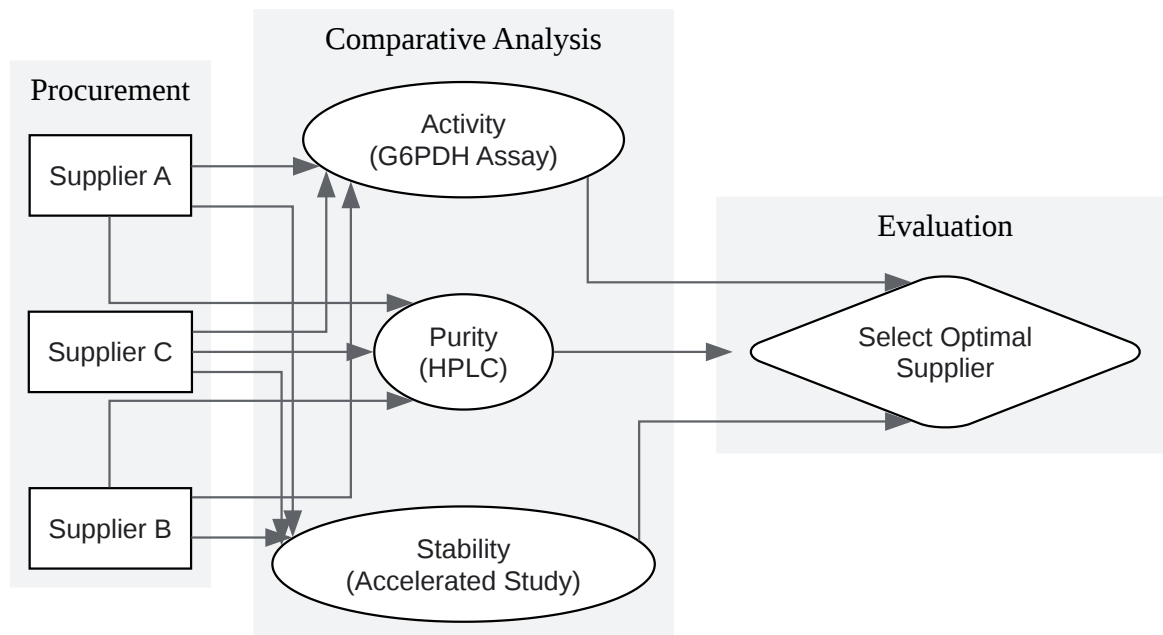 Procurement
Supplier A
Supplier C
Supplier B
Comparative Analysis
Activity
(G6PDH Assay)
Purity
(HPLC)
Stability
(Accelerated Study)
Evaluation
Select Optimal
Supplier